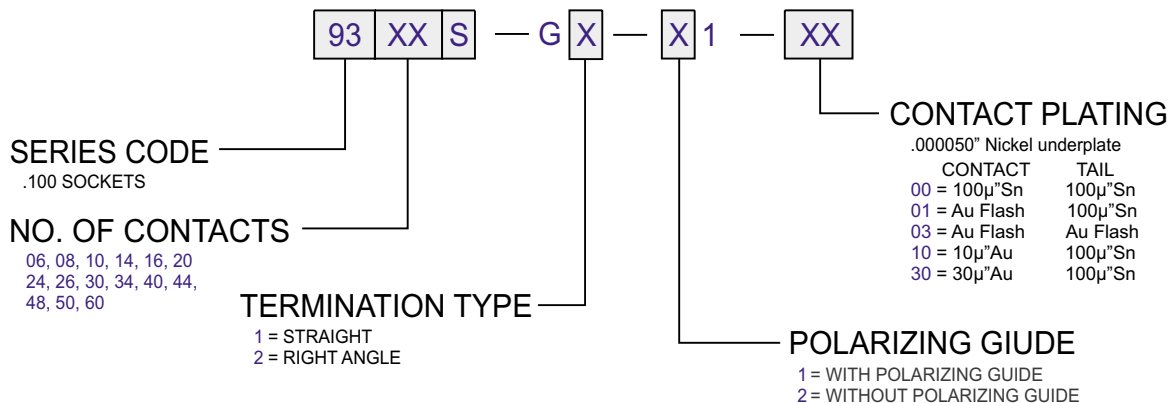 93 XX S — G X — X 1 — XX
SERIES CODE
.100 SOCKETS
NO. OF CONTACTS
06, 08, 10, 14, 16, 20
24, 26, 30, 34, 40, 44,
48, 50, 60
TERMINATION TYPE
1 = STRAIGHT
2 = RIGHT ANGLE
CONTACT PLATING
.000050” Nickel underplate
CONTACT TAIL
00 = 100µ”Sn 100µ”Sn
01 = Au Flash 100µ”Sn
03 = Au Flash Au Flash
10 = 10µ”Au 100µ”Sn
30 = 30µ”Au 100µ”Sn
POLARIZING GIUDE
1 = WITH POLARIZING GUIDE
2 = WITHOUT POLARIZING GUIDE